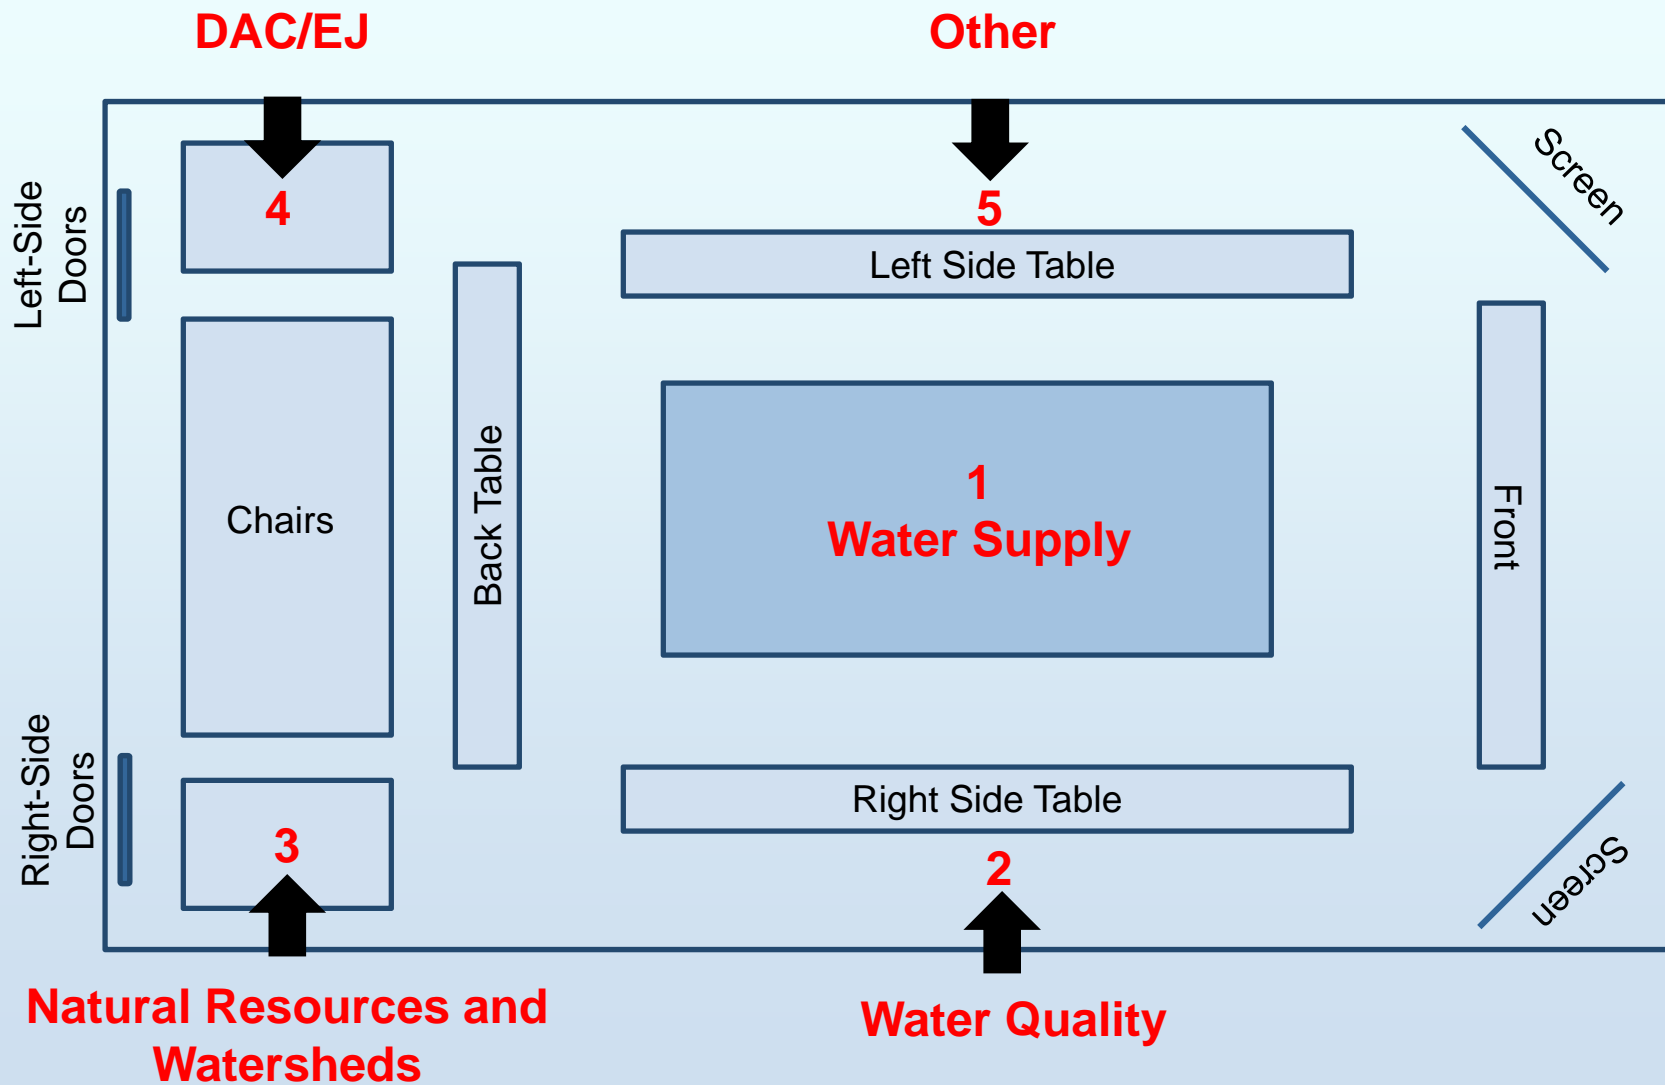 DAC/EJ
Other
Screen
Left-Side
Doors
4
5
Left Side Table
1
Water Supply
Chairs
Back Table
Front
Right-Side
Doors
Right Side Table
3
2
Screen
Natural Resources and
Watersheds
Water Quality